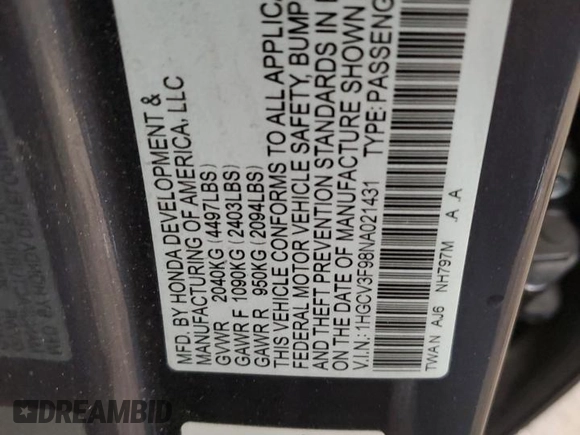 MFD. BY HONDA DEVELOPMENT &
MANUFACTURING OF AMERICA, LLC
GVWR 2040KG (4497LBS)
GAWR F 1090KG (2403LBS)
GAWR R 950KG (2094LBS)
THIS VEHICLE CONFORMS TO ALL APPLICA
FEDERAL MOTOR VEHICLE SAFETY, BUMP
AND THEFT PREVENTION STANDARDS IN
ON THE DATE OF MANUFACTURE SHOWN
V.I.N.: 1HGCV3F98NA021431 TYPE: PASSENG
TWAN AJ6 NH797M .A .A
DREAMBID